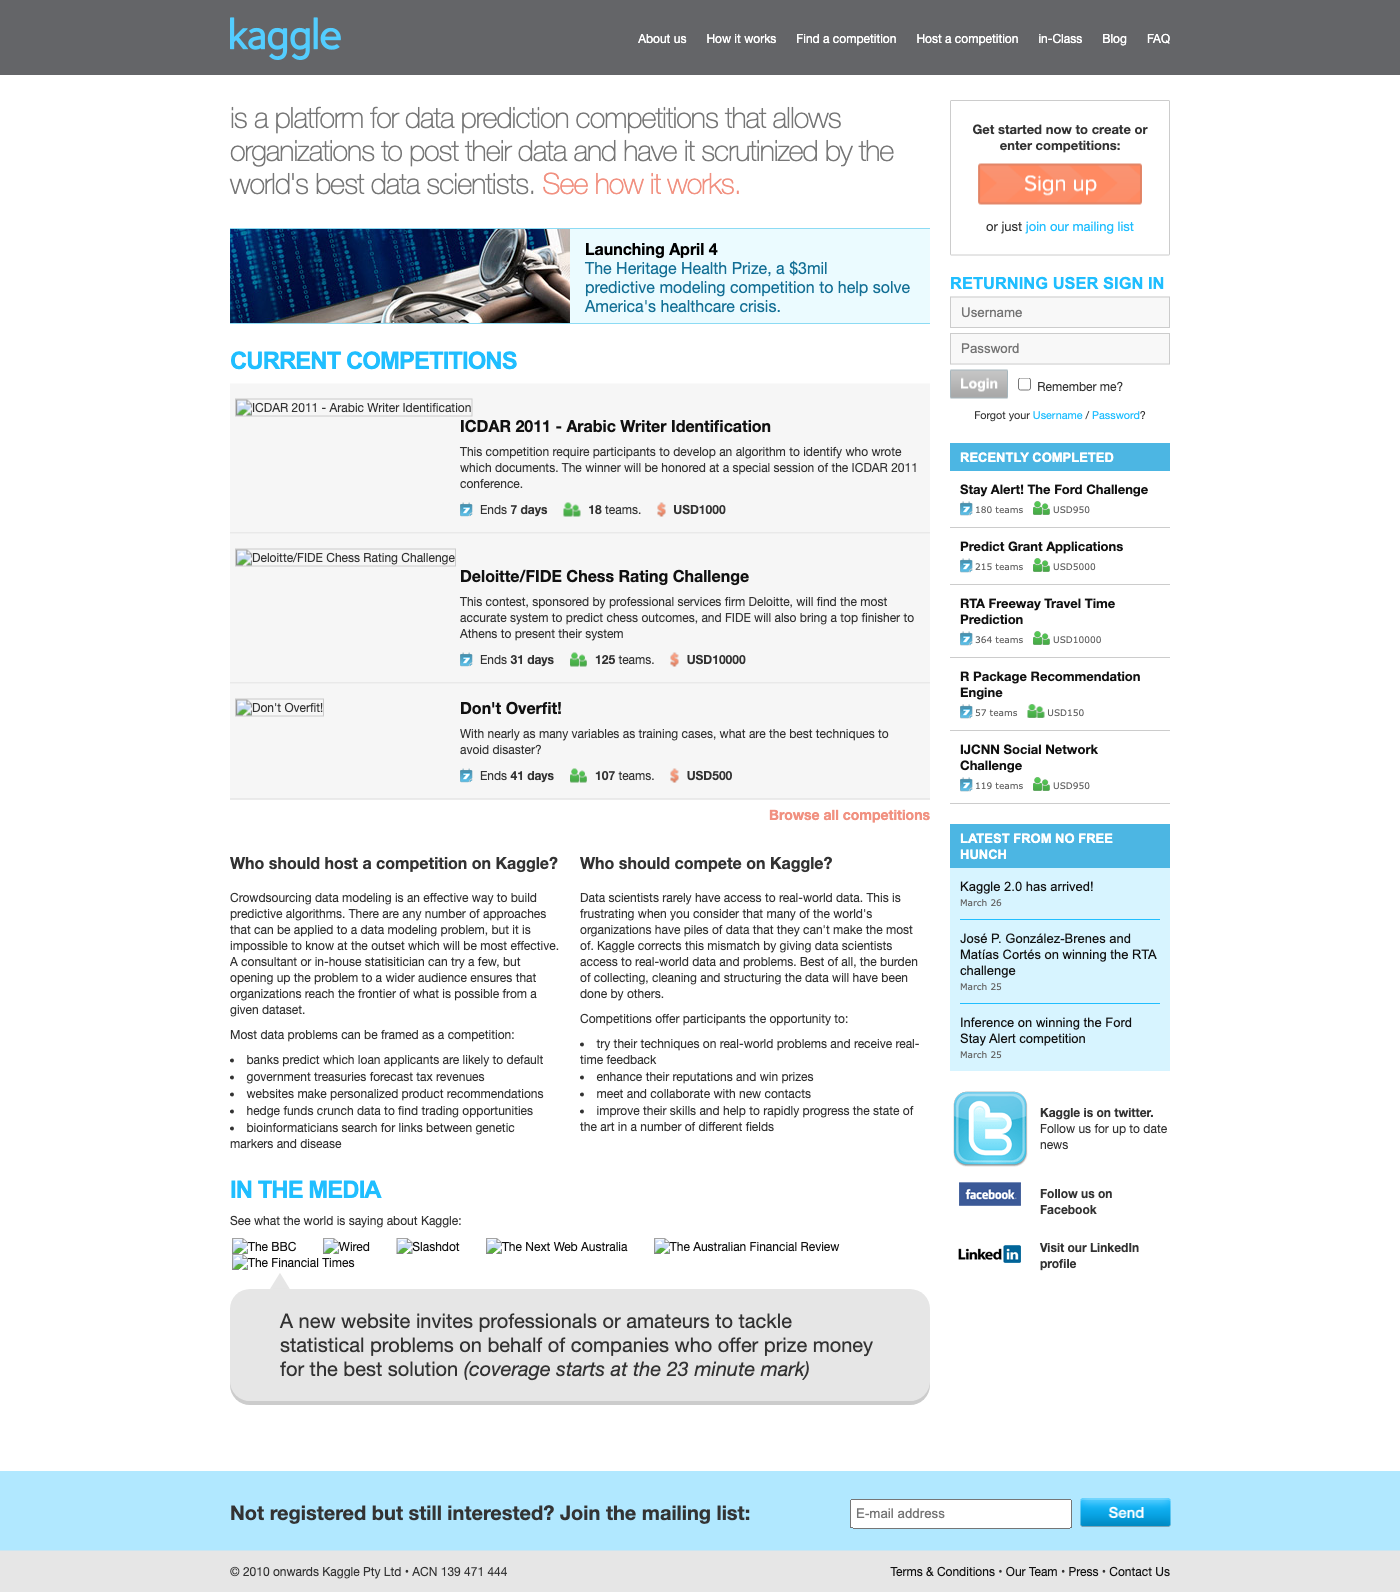 kaggle
About us How it works Find a competition Host a competition in-Class Blog FAQ
is a platform for data prediction competitions that allows
organizations to post their data and have it scrutinized by the
world's best data scientists. See how it works.
Launching April 4
The Heritage Health Prize, a $3mil
predictive modeling competition to help solve
America's healthcare crisis.
CURRENT COMPETITIONS
ICDAR 2011 - Arabic Writer Identification
ICDAR 2011 - Arabic Writer Identification
This competition require participants to develop an algorithm to identify who wrote
which documents. The winner will be honored at a special session of the ICDAR 2011
conference.
Ends 7 days 18 teams. $ USD1000
Deloitte/FIDE Chess Rating Challenge
Deloitte/FIDE Chess Rating Challenge
This contest, sponsored by professional services firm Deloitte, will find the most
accurate system to predict chess outcomes, and FIDE will also bring a top finisher to
Athens to present their system
Ends 31 days 125 teams. $ USD10000
Don't Overfit!
Don't Overfit!
With nearly as many variables as training cases, what are the best techniques to
avoid disaster?
Ends 41 days 107 teams. $ USD500
Browse all competitions
Who should host a competition on Kaggle?
Crowdsourcing data modeling is an effective way to build
predictive algorithms. There are any number of approaches
that can be applied to a data modeling problem, but it is
impossible to know at the outset which will be most effective.
A consultant or in-house statisitician can try a few, but
opening up the problem to a wider audience ensures that
organizations reach the frontier of what is possible from a
given dataset.
Most data problems can be framed as a competition:
• banks predict which loan applicants are likely to default
• government treasuries forecast tax revenues
• websites make personalized product recommendations
• hedge funds crunch data to find trading opportunities
• bioinformaticians search for links between genetic
markers and disease
Who should compete on Kaggle?
Data scientists rarely have access to real-world data. This is
frustrating when you consider that many of the world's
organizations have piles of data that they can't make the most
of. Kaggle corrects this mismatch by giving data scientists
access to real-world data and problems. Best of all, the burden
of collecting, cleaning and structuring the data will have been
done by others.
Competitions offer participants the opportunity to:
• try their techniques on real-world problems and receive real-
time feedback
• enhance their reputations and win prizes
• meet and collaborate with new contacts
• improve their skills and help to rapidly progress the state of
the art in a number of different fields
IN THE MEDIA
See what the world is saying about Kaggle:
The BBC Wired Slashdot The Next Web Australia The Australian Financial Review
The Financial Times
A new website invites professionals or amateurs to tackle
statistical problems on behalf of companies who offer prize money
for the best solution (coverage starts at the 23 minute mark)
Get started now to create or
enter competitions:
Sign up
or just join our mailing list
RETURNING USER SIGN IN
Username
Password
Login Remember me?
Forgot your Username / Password?
RECENTLY COMPLETED
Stay Alert! The Ford Challenge
180 teams USD950
Predict Grant Applications
215 teams USD5000
RTA Freeway Travel Time
Prediction
364 teams USD10000
R Package Recommendation
Engine
57 teams USD150
IJCNN Social Network
Challenge
119 teams USD950
LATEST FROM NO FREE
HUNCH
Kaggle 2.0 has arrived!
March 26
José P. González-Brenes and
Matías Cortés on winning the RTA
challenge
March 25
Inference on winning the Ford
Stay Alert competition
March 25
t
Kaggle is on twitter.
Follow us for up to date
news
facebook
Follow us on
Facebook
Linked in
Visit our LinkedIn
profile
Not registered but still interested? Join the mailing list:
E-mail address
Send
© 2010 onwards Kaggle Pty Ltd • ACN 139 471 444
Terms & Conditions • Our Team • Press • Contact Us